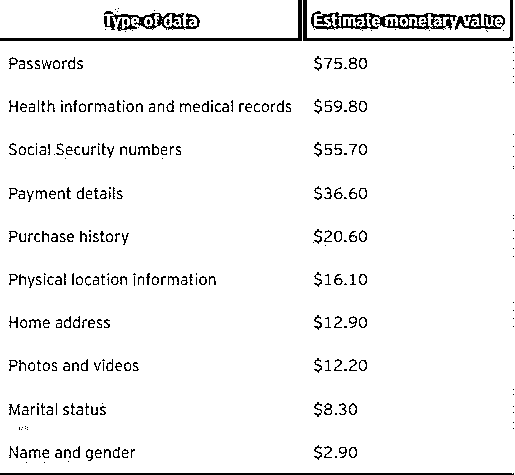 Type of data Estimate monetary value
Passwords $75.80
Health information and medical records $59.80
Social Security numbers $55.70
Payment details $36.60
Purchase history $20.60
Physical location information $16.10
Home address $12.90
Photos and videos $12.20
Marital status $8.30
Name and gender $2.90